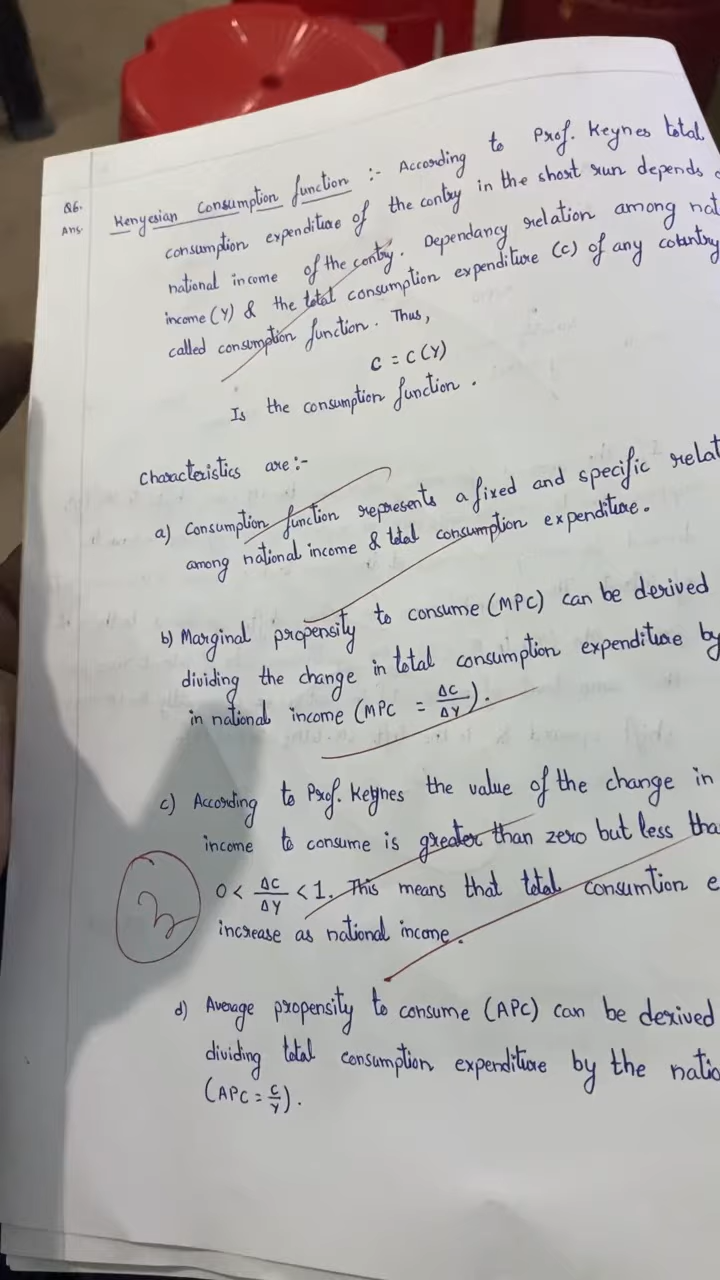 Q6.
Ans. Kenyesian Consumption function :- According to Prof. Keynes total
consumption expenditure of the contry in the short run depends
national income of the contry. Dependancy relation among nat
income (Y) & the total consumption expenditure (C) of any country
called consumption function. Thus,
C = C(Y)
Is the consumption function.
Characteristics are :-
a) Consumption function represents a fixed and specific relat
among national income & total consumption expenditure.
b) Marginal propensity to consume (MPC) can be derived
dividing the change in total consumption expenditure by
in national income (MPC = ΔC/ΔY).
c) According to Prof. Keynes the value of the change in
income to consume is greater than zero but less tha
0 < ΔC/ΔY < 1. This means that total consumtion e
increase as national income.
d) Average propensity to consume (APC) can be derived
dividing total consumption expenditure by the natio
(APC = C/Y).